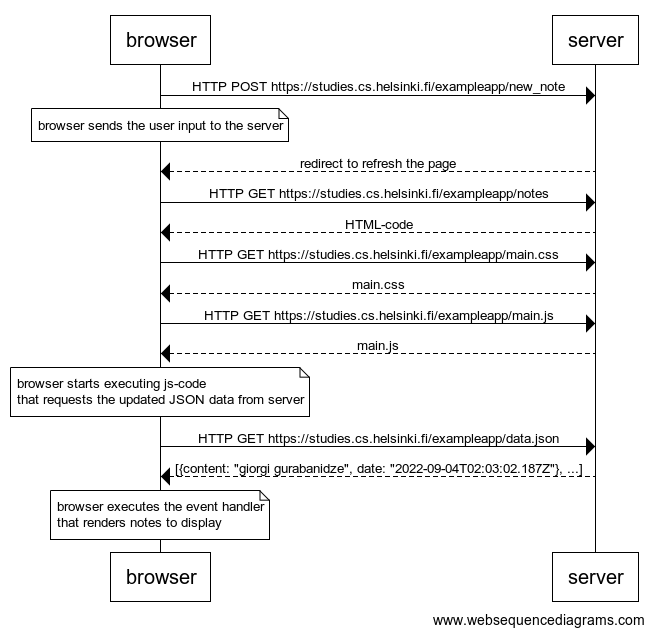 browser
server
HTTP POST https://studies.cs.helsinki.fi/exampleapp/new_note
browser sends the user input to the server
redirect to refresh the page
HTTP GET https://studies.cs.helsinki.fi/exampleapp/notes
HTML-code
HTTP GET https://studies.cs.helsinki.fi/exampleapp/main.css
main.css
HTTP GET https://studies.cs.helsinki.fi/exampleapp/main.js
main.js
browser starts executing js-code
that requests the updated JSON data from server
HTTP GET https://studies.cs.helsinki.fi/exampleapp/data.json
[{content: "giorgi gurabanidze", date: "2022-09-04T02:03:02.187Z"}, ...]
browser executes the event handler
that renders notes to display
browser
server
www.websequencediagrams.com